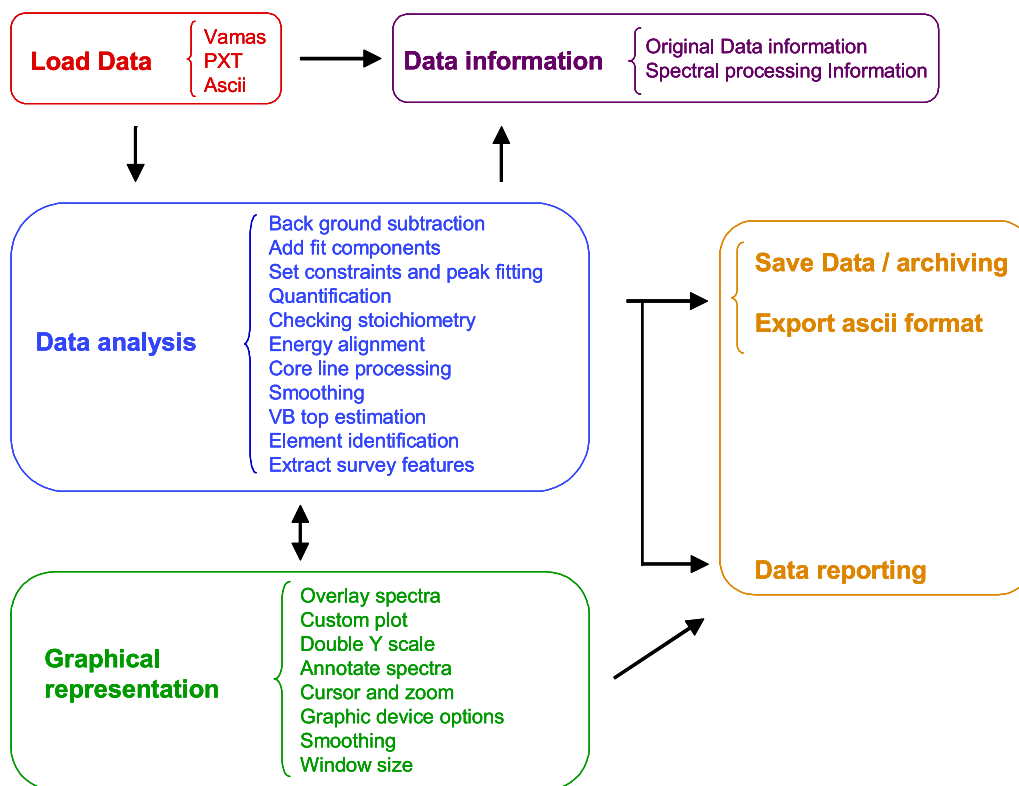 Load Data
Vamas
PXT
Ascii
Data information
Original Data information
Spectral processing Information
Data analysis
Back ground subtraction
Add fit components
Set constraints and peak fitting
Quantification
Checking stoichiometry
Energy alignment
Core line processing
Smoothing
VB top estimation
Element identification
Extract survey features
Save Data / archiving
Export ascii format
Data reporting
Graphical
representation
Overlay spectra
Custom plot
Double Y scale
Annotate spectra
Cursor and zoom
Graphic device options
Smoothing
Window size